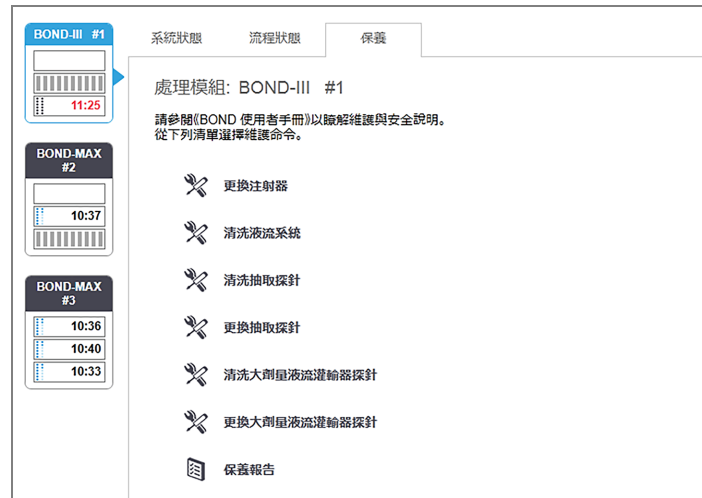 BOND-III #1
11:25
BOND-MAX
#2
10:37
BOND-MAX
#3
10:36
10:40
10:33
系統狀態 流程狀態 保養
處理模組: BOND-III #1
請參閱《BOND 使用者手冊》以瞭解維護與安全說明。
從下列清單選擇維護命令。
更換注射器
清洗液流系統
清洗抽取探針
更換抽取探針
清洗大劑量液流灌輸器探針
更換大劑量液流灌輸器探針
保養報告